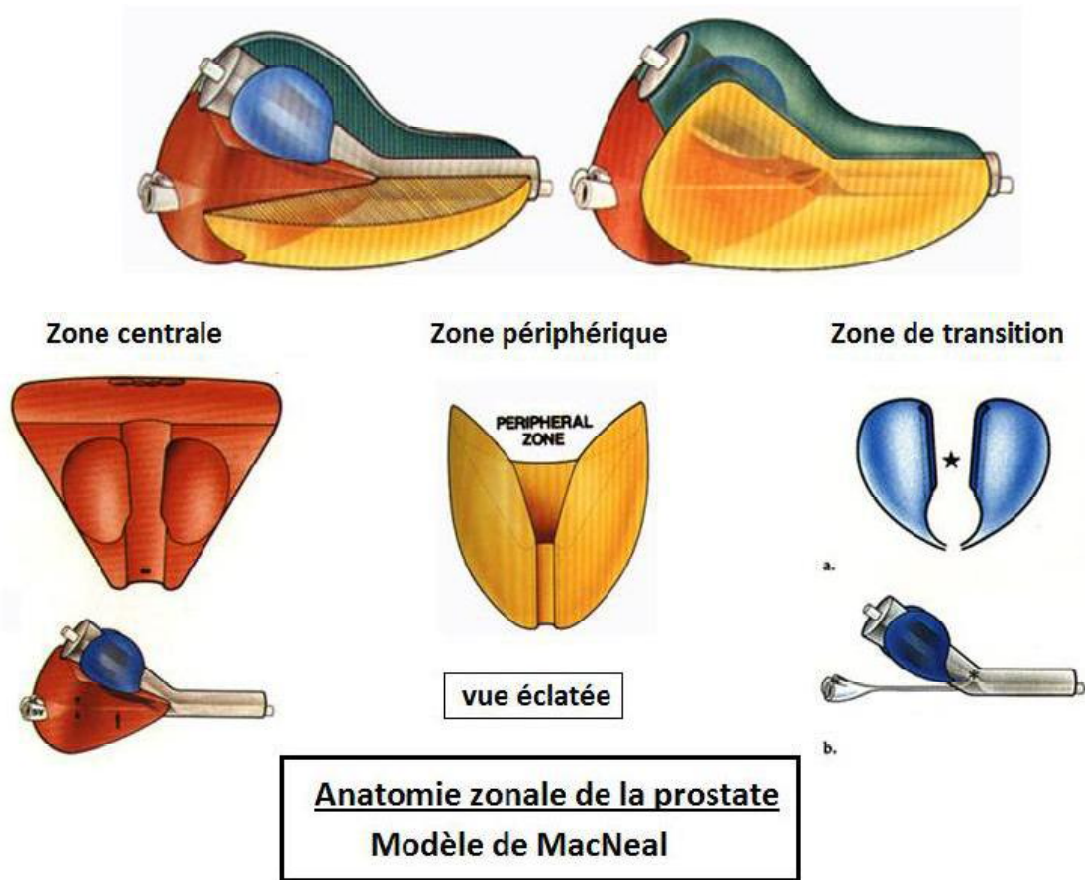 Zone centrale
Zone périphérique
Zone de transition
PERIPHERAL
ZONE
a.
vue éclatée
b.
Anatomie zonale de la prostate
Modèle de MacNeal